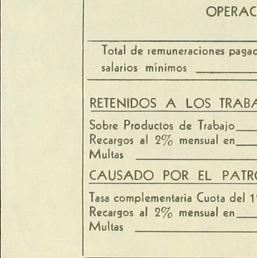 OPERAC
Total de remuneraciones pagad
salarios mínimos
RETENIDOS A LOS TRABA
Sobre Productos de Trabajo
Recargos al 2% mensual en
Multas
CAUSADO POR EL PATRO
Tasa complementaria Cuota del 1
Recargos al 2% mensual en
Multas